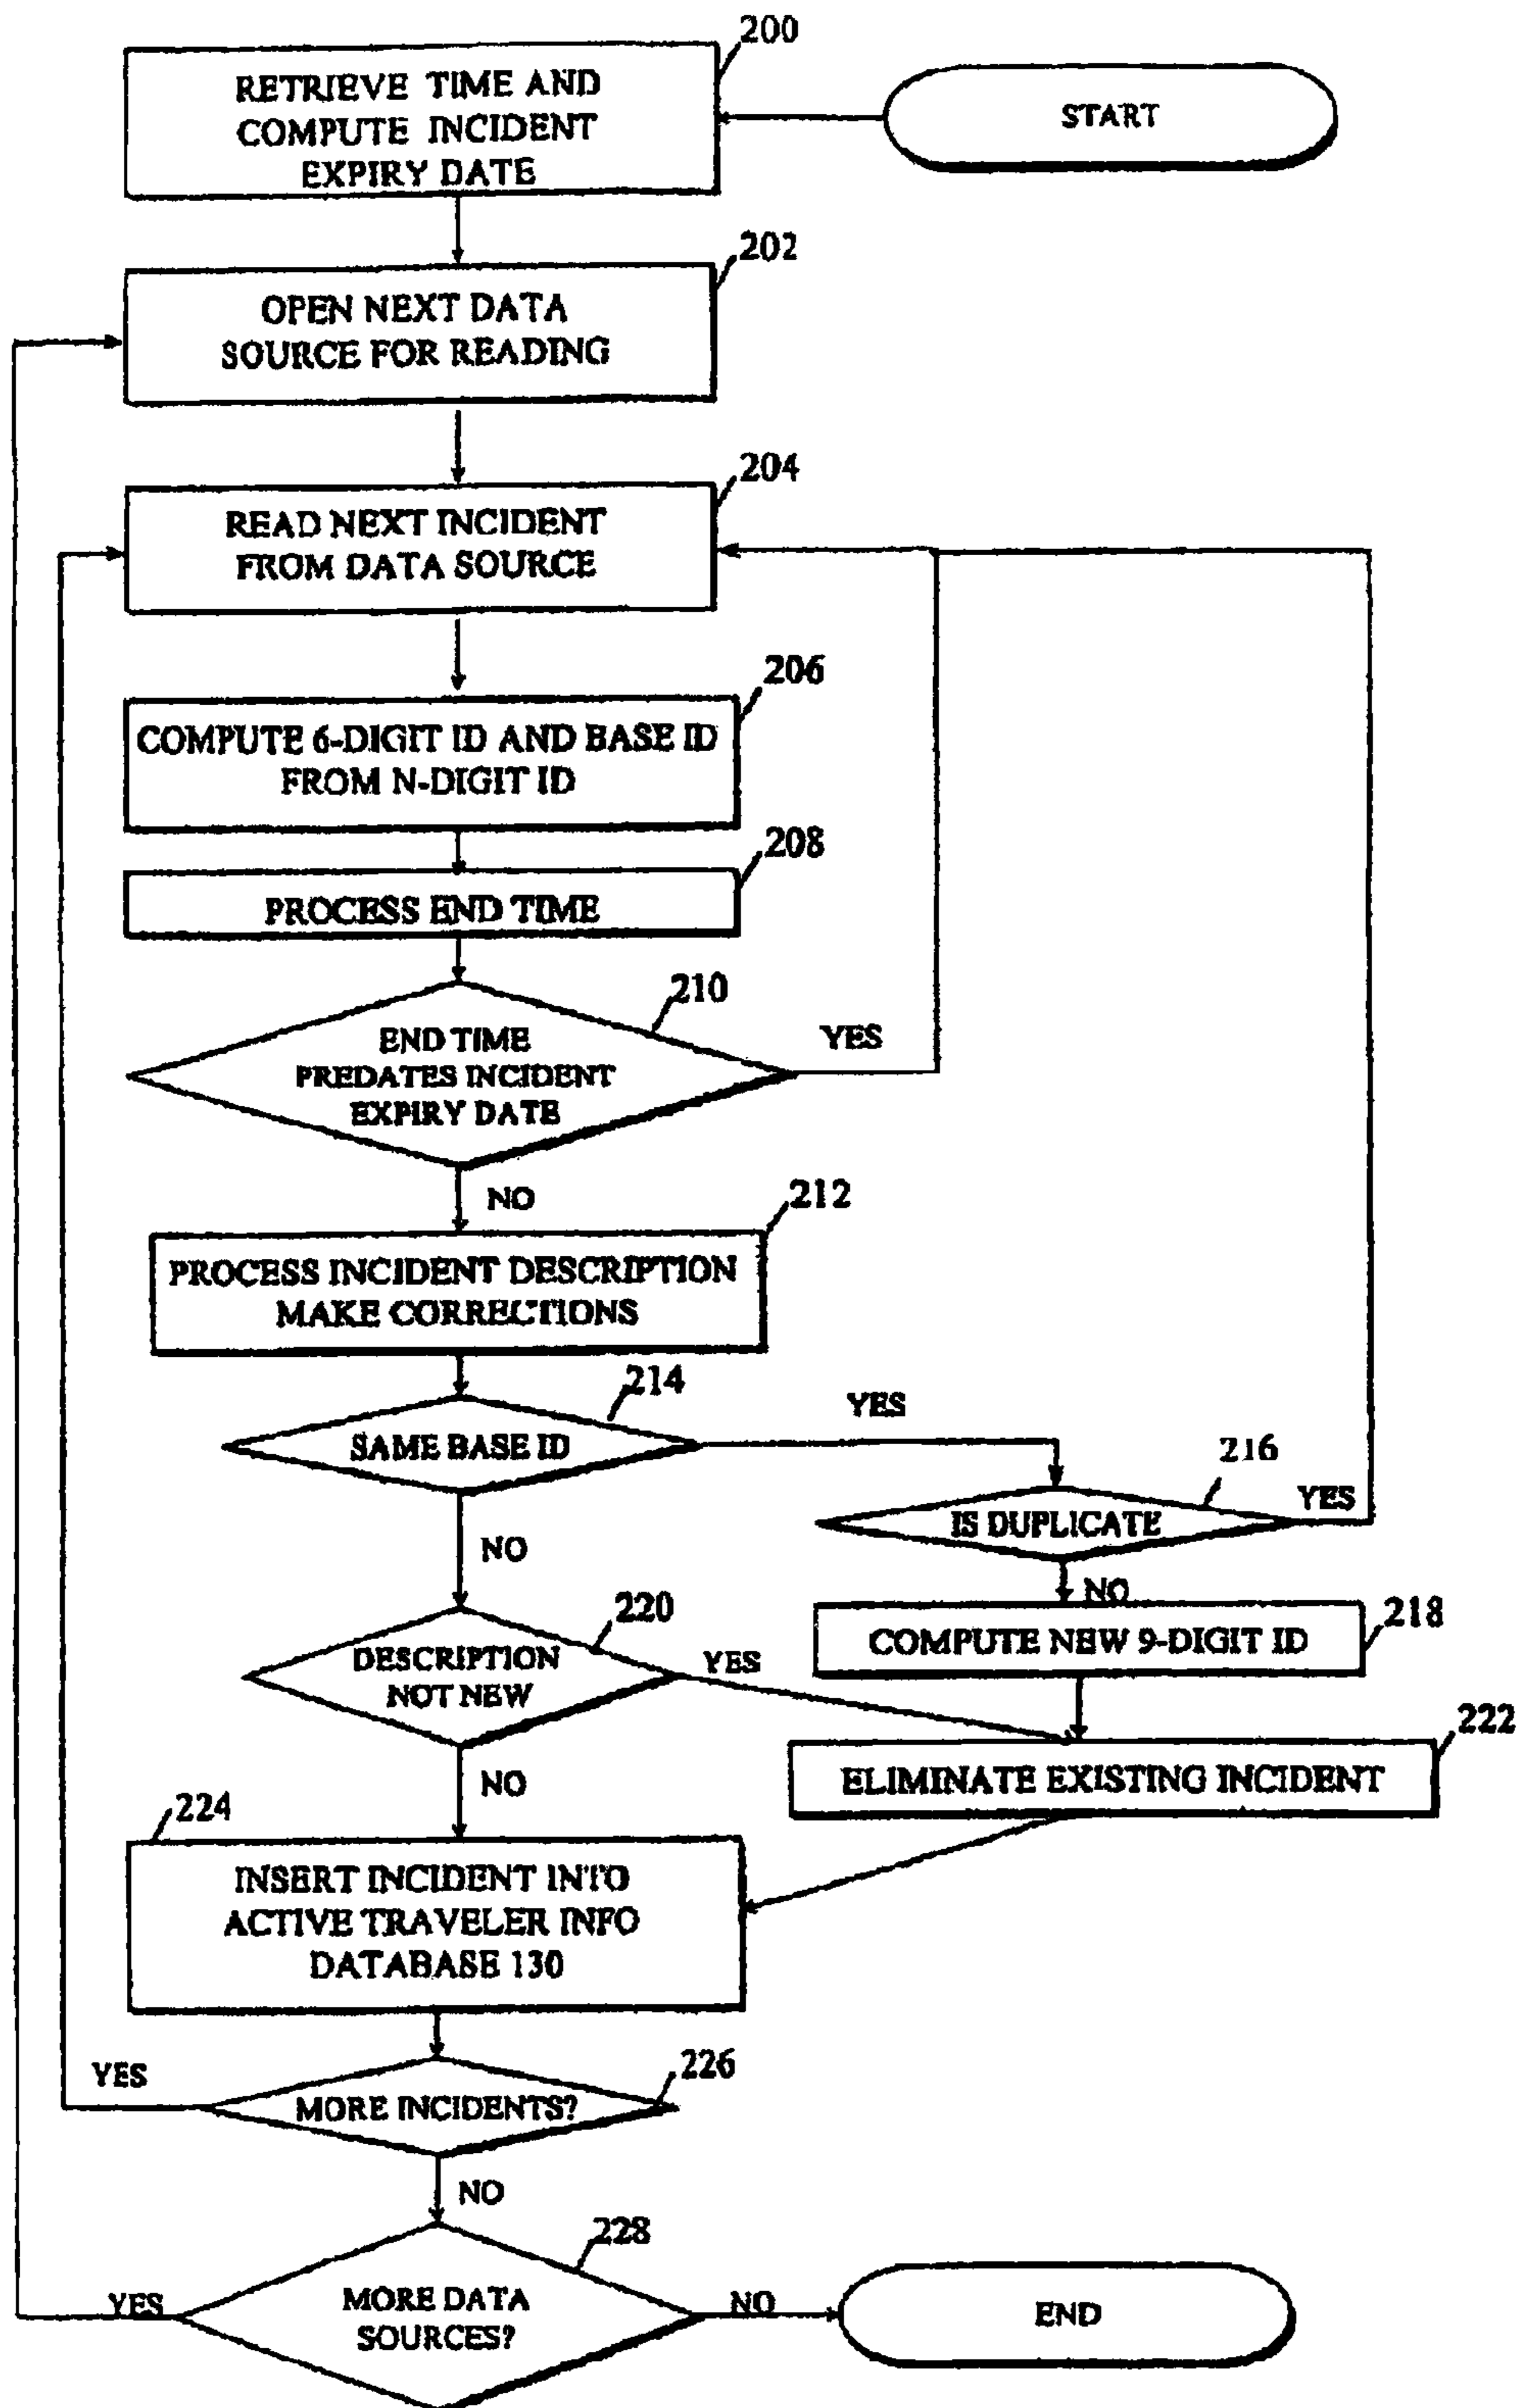 200
RETRIEVE TIME AND
COMPUTE INCIDENT
EXPIRY DATE
START
202
OPEN NEXT DATA
SOURCE FOR READING
204
READ NEXT INCIDENT
FROM DATA SOURCE
206
COMPUTE 6-DIGIT ID AND BASE ID
FROM N-DIGIT ID
208
PROCESS END TIME
210
END TIME
PREDATES INCIDENT
EXPIRY DATE
YES
NO
212
PROCESS INCIDENT DESCRIPTION
MAKE CORRECTIONS
214
SAME BASE ID
YES
216
IS DUPLICATE
YES
NO
NO
218
COMPUTE NEW 9-DIGIT ID
220
DESCRIPTION
NOT NEW
YES
222
ELIMINATE EXISTING INCIDENT
NO
224
INSERT INCIDENT INTO
ACTIVE TRAVELER INFO
DATABASE 130
226
MORE INCIDENTS?
YES
NO
228
MORE DATA
SOURCES?
YES
NO
END